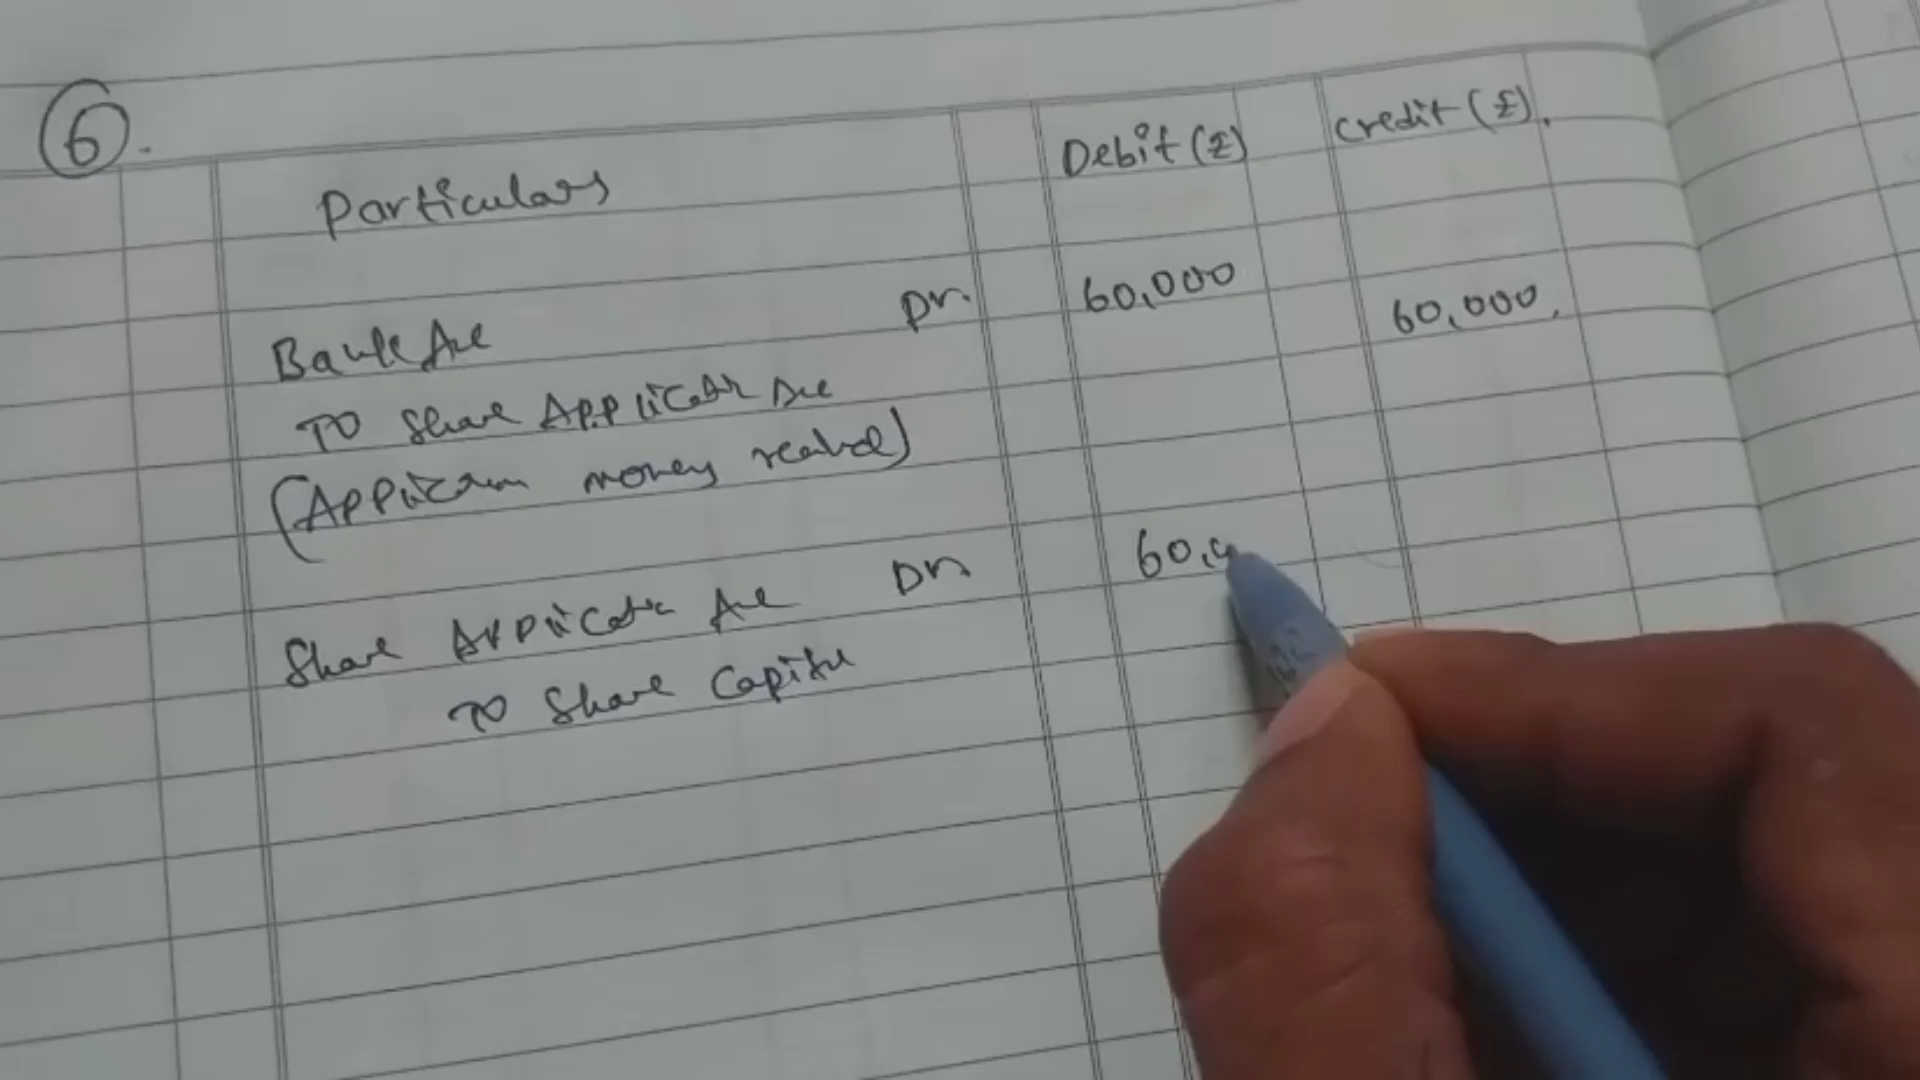 6.
Particulars Debit (₹) Credit (₹).
Bank A/c Dr. 60,000
To Share Application A/c 60,000.
(Application money received)
Share Application A/c Dr. 60,
To Share Capital